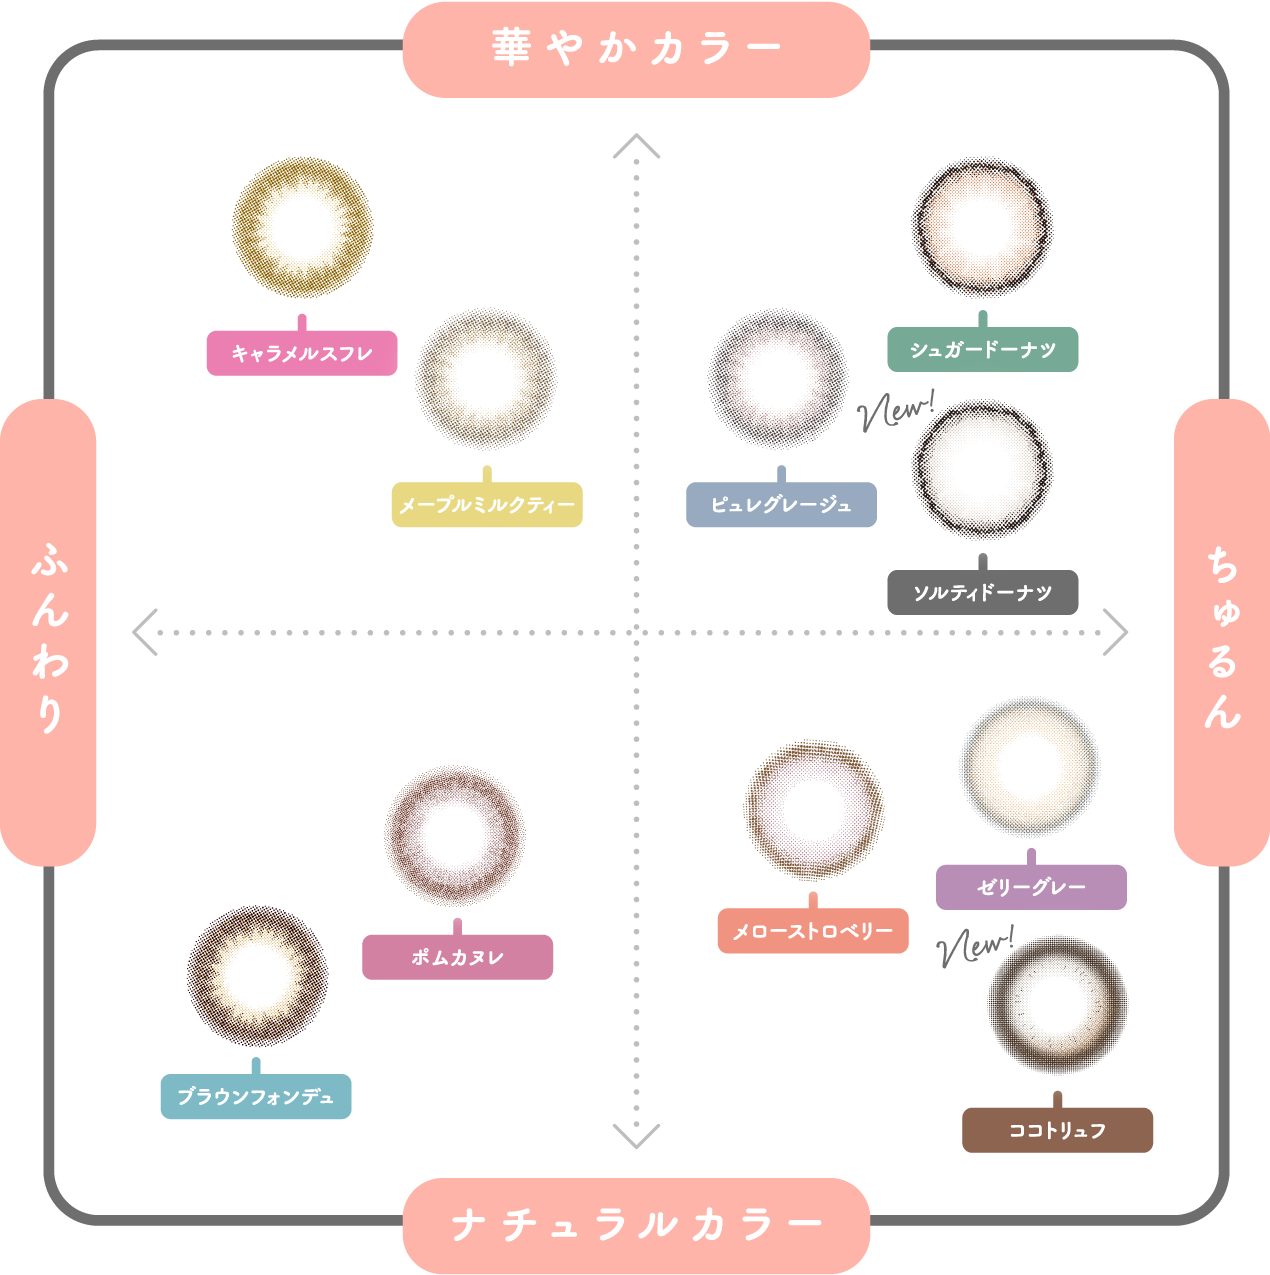 華やかカラー
キャラメルスフレ
シュガードーナツ
New!
メープルミルクティー
ピュレグレージュ
ソルティドーナツ
ふんわり
ちゅるん
ゼリーグレー
メローストロベリー
New!
ポムカヌレ
ブラウンフォンデュ
ココトリュフ
ナチュラルカラー